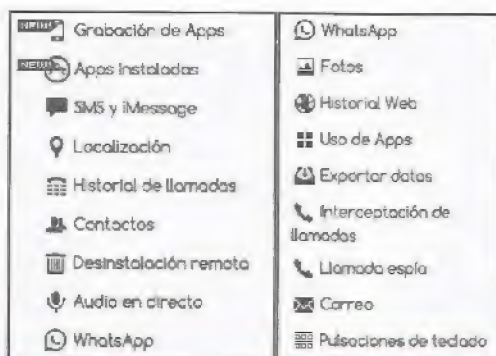 NEW!
Grabación de Apps
NEW!
Apps instaladas
SMS y iMessage
Localización
Historial de llamadas
Contactos
Desinstalación remota
Audio en directo
WhatsApp
WhatsApp
Fotos
Historial Web
Uso de Apps
Exportar datos
Interceptación de
llamadas
Llamada espía
Correo
Pulsaciones de teclado